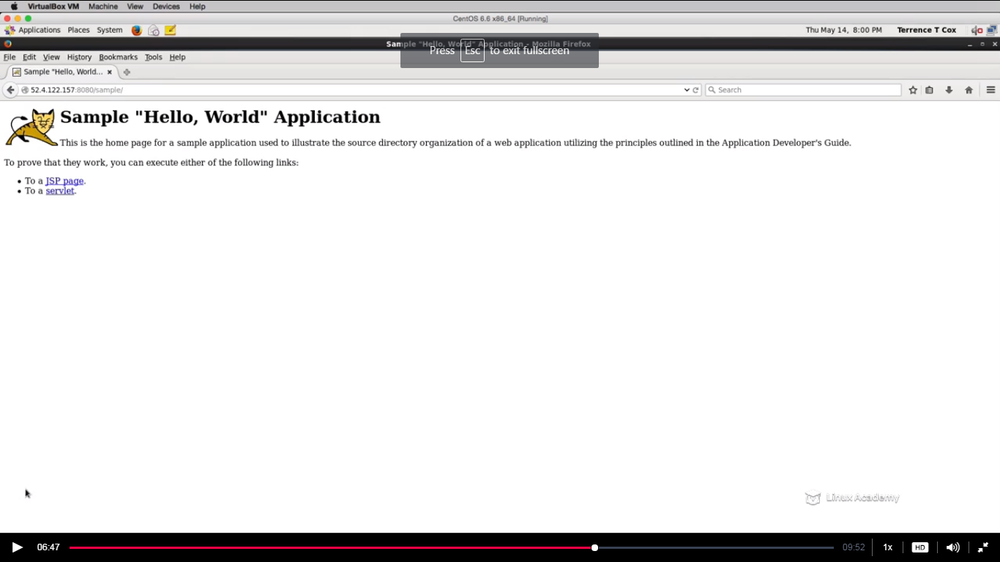 VirtualBox VM Machine View Devices Help
CentOS 6.6 x86_64 [Running]
Applications Places System Thu May 14, 8:00 PM Terrence T Cox
Sample "Hello, World" Application - Mozilla Firefox
Press Esc to exit fullscreen
File Edit View History Bookmarks Tools Help
Sample "Hello, World...
52.4.122.157:8080/sample/ Search
Sample "Hello, World" Application
This is the home page for a sample application used to illustrate the source directory organization of a web application utilizing the principles outlined in the Application Developer's Guide.
To prove that they work, you can execute either of the following links:
• To a JSP page.
• To a servlet.
Linux Academy
06:47 09:52 1x HD